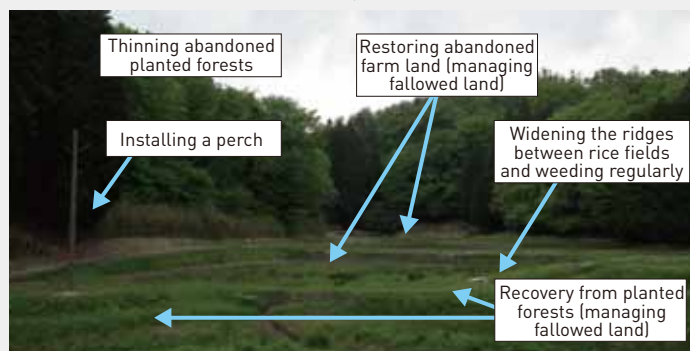 Thinning abandoned
planted forests
Restoring abandoned
farm land (managing
fallowed land)
Installing a perch
Widening the ridges
between rice fields
and weeding regularly
Recovery from planted
forests (managing
fallowed land)